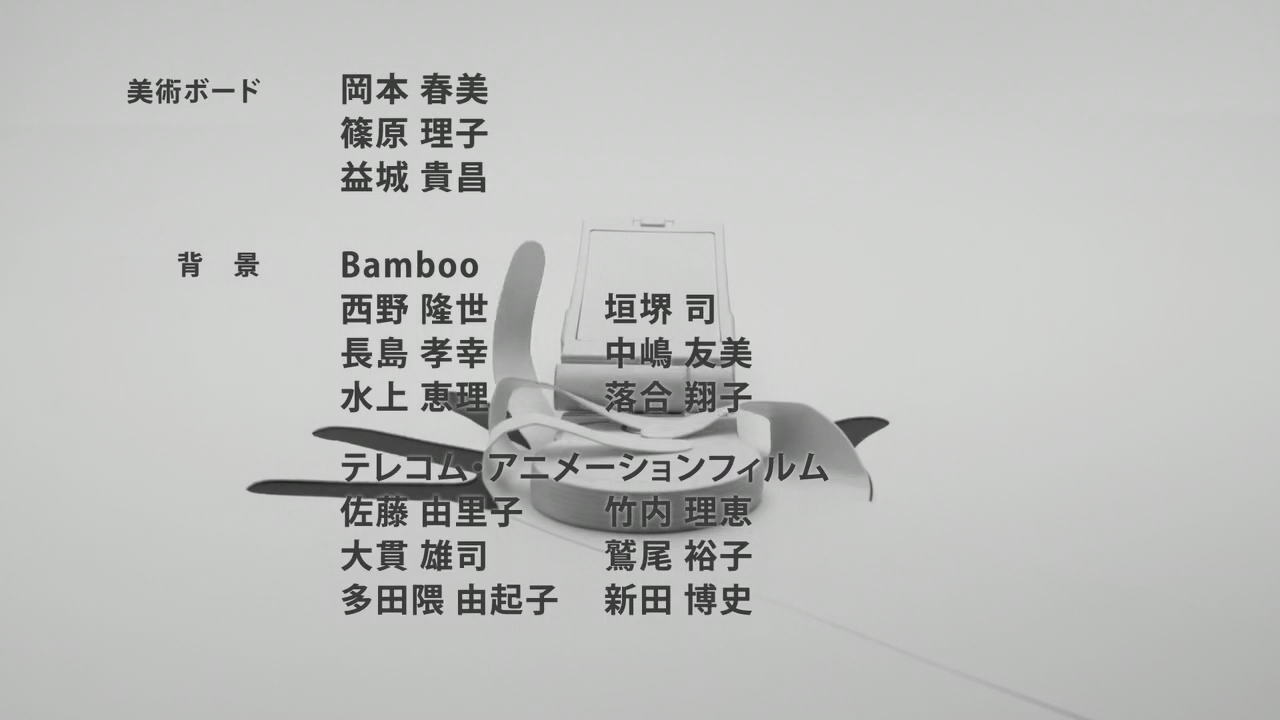 美術ボード 岡本 春美
篠原 理子
益城 貴昌
背 景 Bamboo
西野 隆世 垣堺 司
長島 孝幸 中嶋 友美
水上 恵理 落合 翔子
テレコム・アニメーションフィルム
佐藤 由里子 竹内 理恵
大貫 雄司 鷲尾 裕子
多田隈 由起子 新田 博史